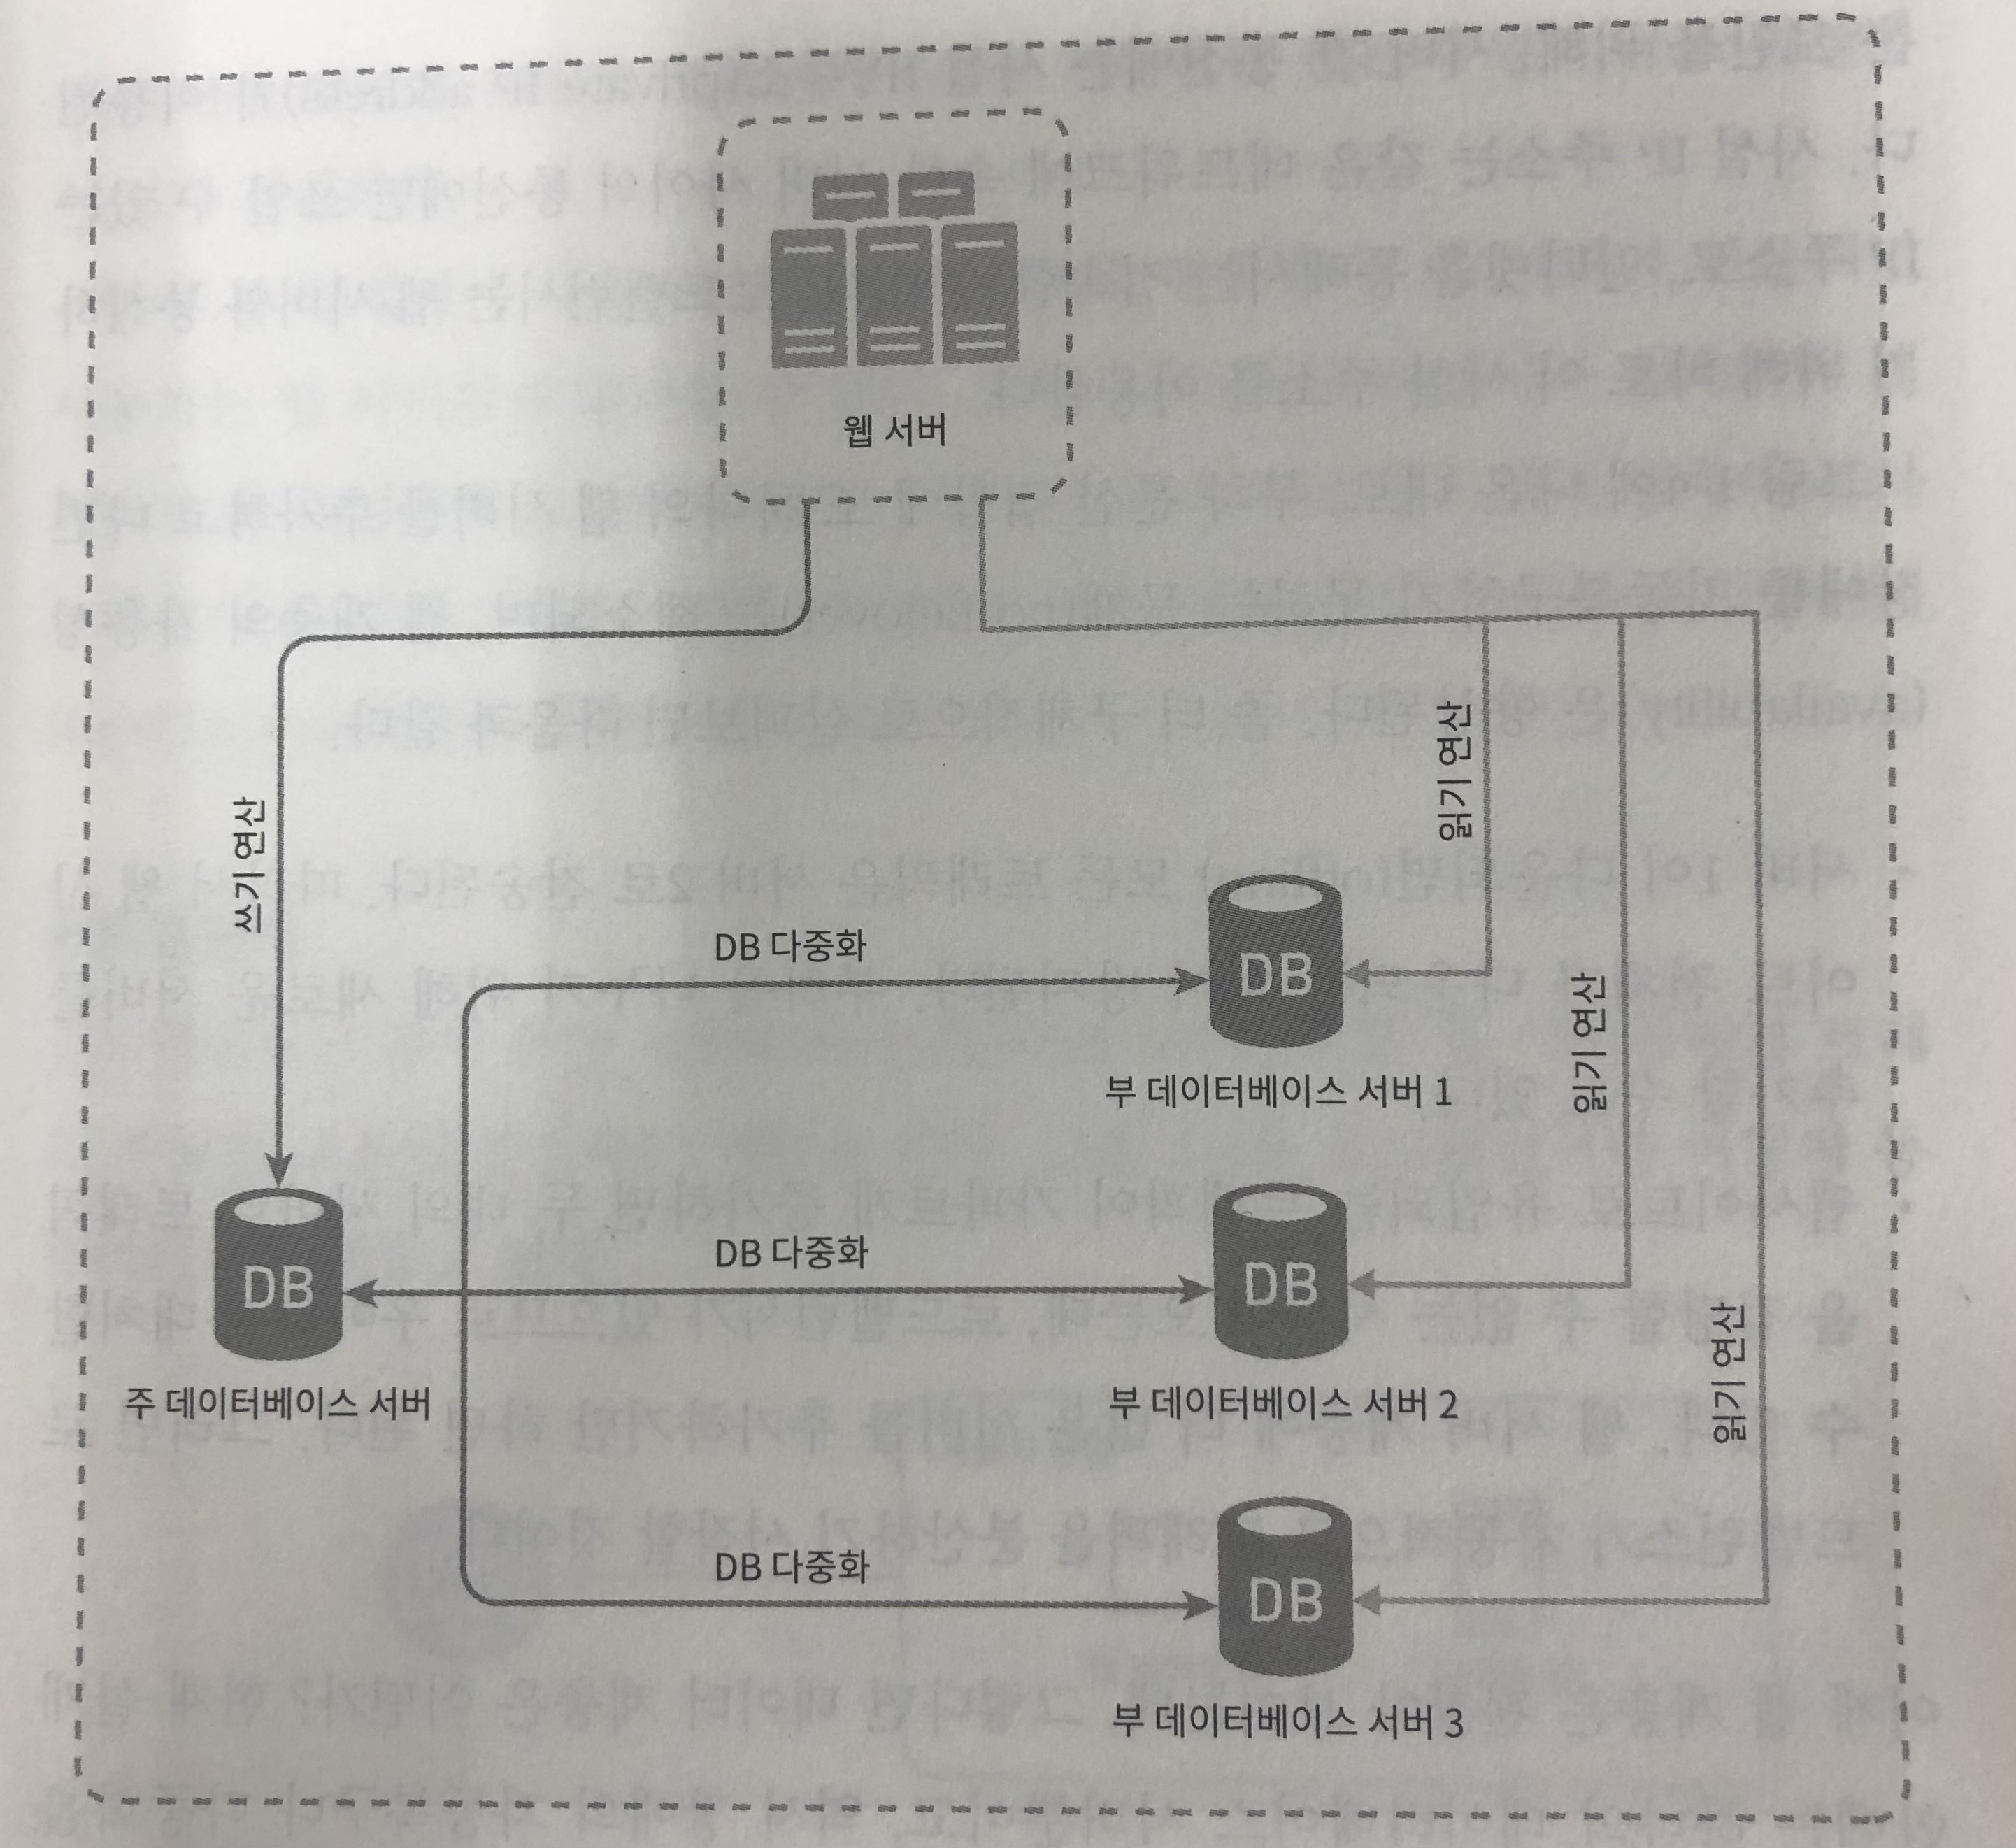 웹 서버
쓰기 연산
읽기 연산
DB 다중화
DB
부 데이터베이스 서버 1
읽기 연산
DB
주 데이터베이스 서버
DB 다중화
DB
부 데이터베이스 서버 2
읽기 연산
DB 다중화
DB
부 데이터베이스 서버 3